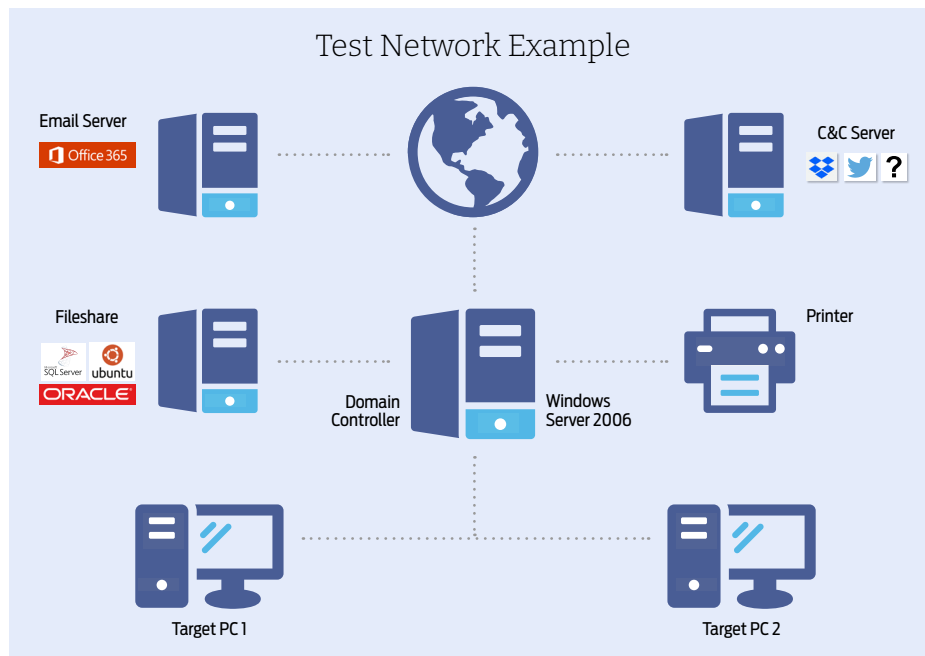 Test Network Example
Email Server
Office 365
C&C Server
?
Fileshare
Microsoft
SQL Server
ubuntu
ORACLE
Domain
Controller
Windows
Server 2006
Printer
Target PC 1
Target PC 2